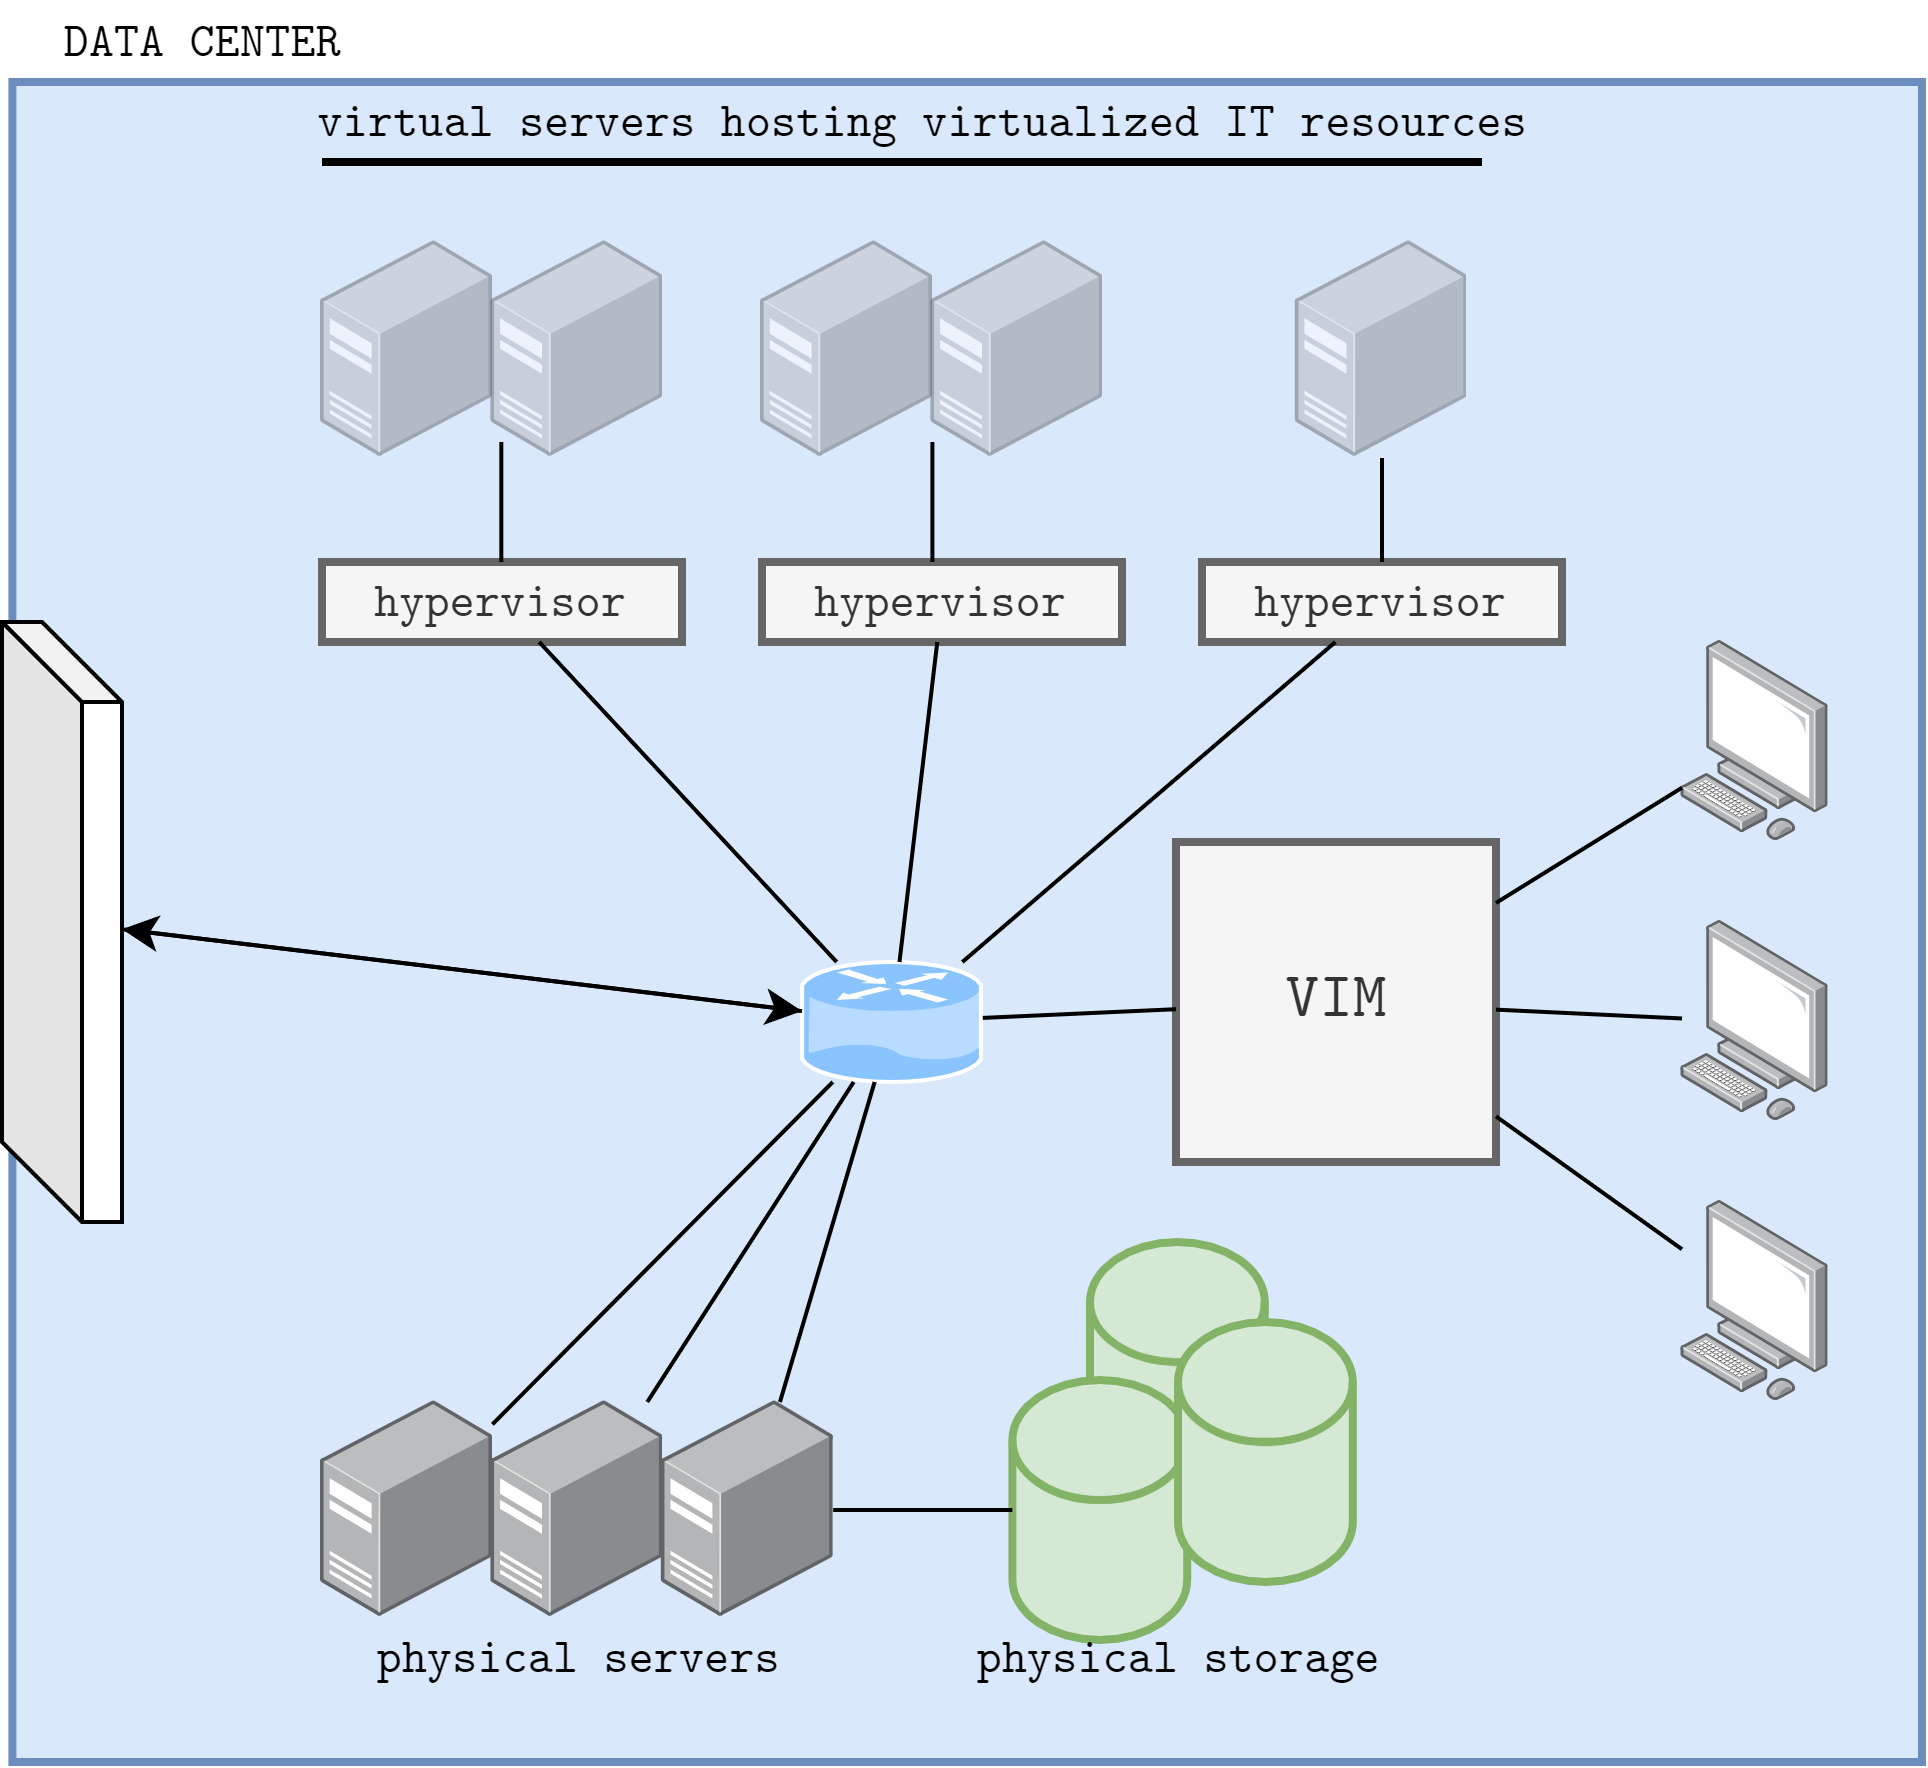 DATA CENTER
virtual servers hosting virtualized IT resources
hypervisor
hypervisor
hypervisor
VIM
physical servers
physical storage